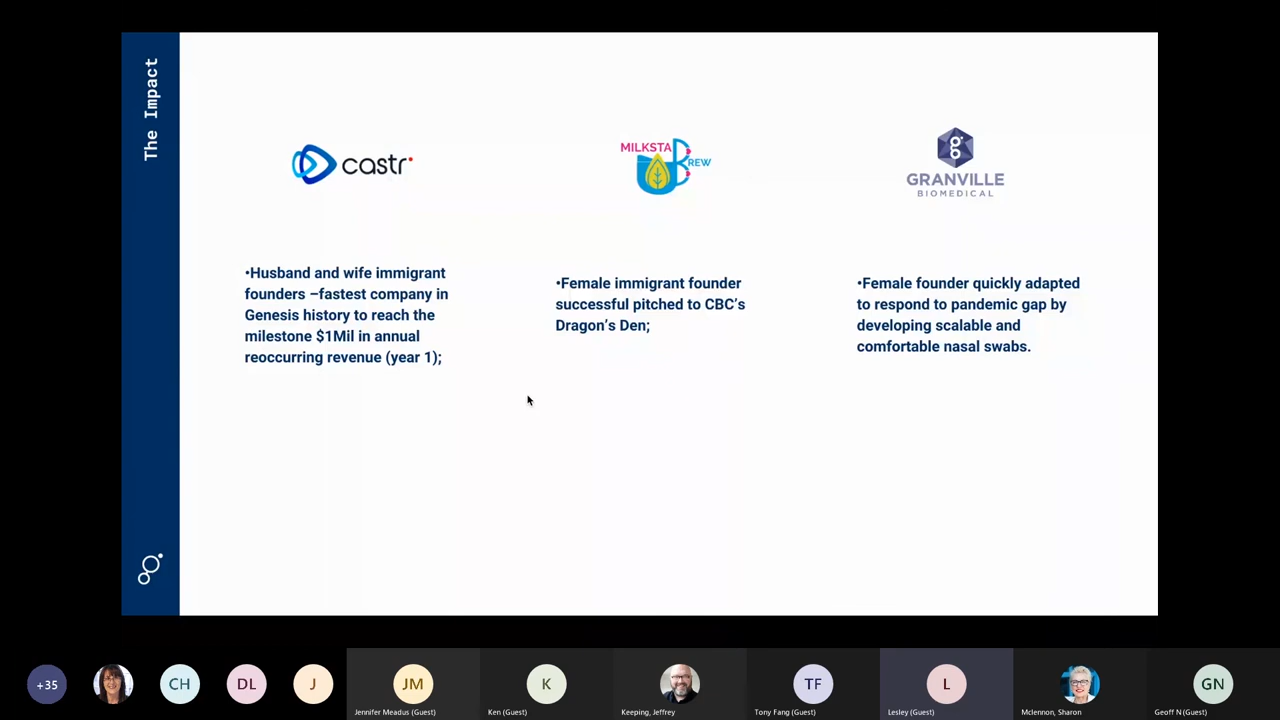 The Impact
castr
MILKSTA
BREW
GRANVILLE
BIOMEDICAL
•Husband and wife immigrant
founders –fastest company in
Genesis history to reach the
milestone $1Mil in annual
reoccurring revenue (year 1);
•Female immigrant founder
successful pitched to CBC's
Dragon's Den;
•Female founder quickly adapted
to respond to pandemic gap by
developing scalable and
comfortable nasal swabs.
+35
CH
DL
J
JM
K
TF
L
GN
Jennifer Meadus (Guest)
Ken (Guest)
Keeping, Jeffrey
Tony Fang (Guest)
Lesley (Guest)
Mclennon, Sharon
Geoff N (Guest)